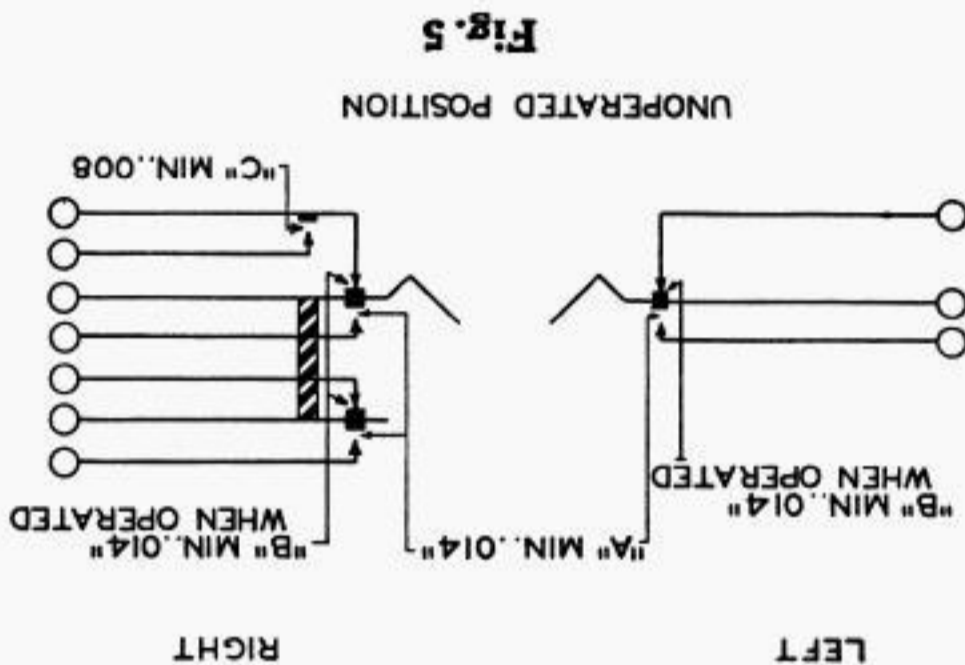 LEFT
RIGHT
"B" MIN..014"
WHEN OPERATED
"A" MIN..014"
"B" MIN..014"
WHEN OPERATED
"C" MIN..008
UNOPERATED POSITION
Fig. 5